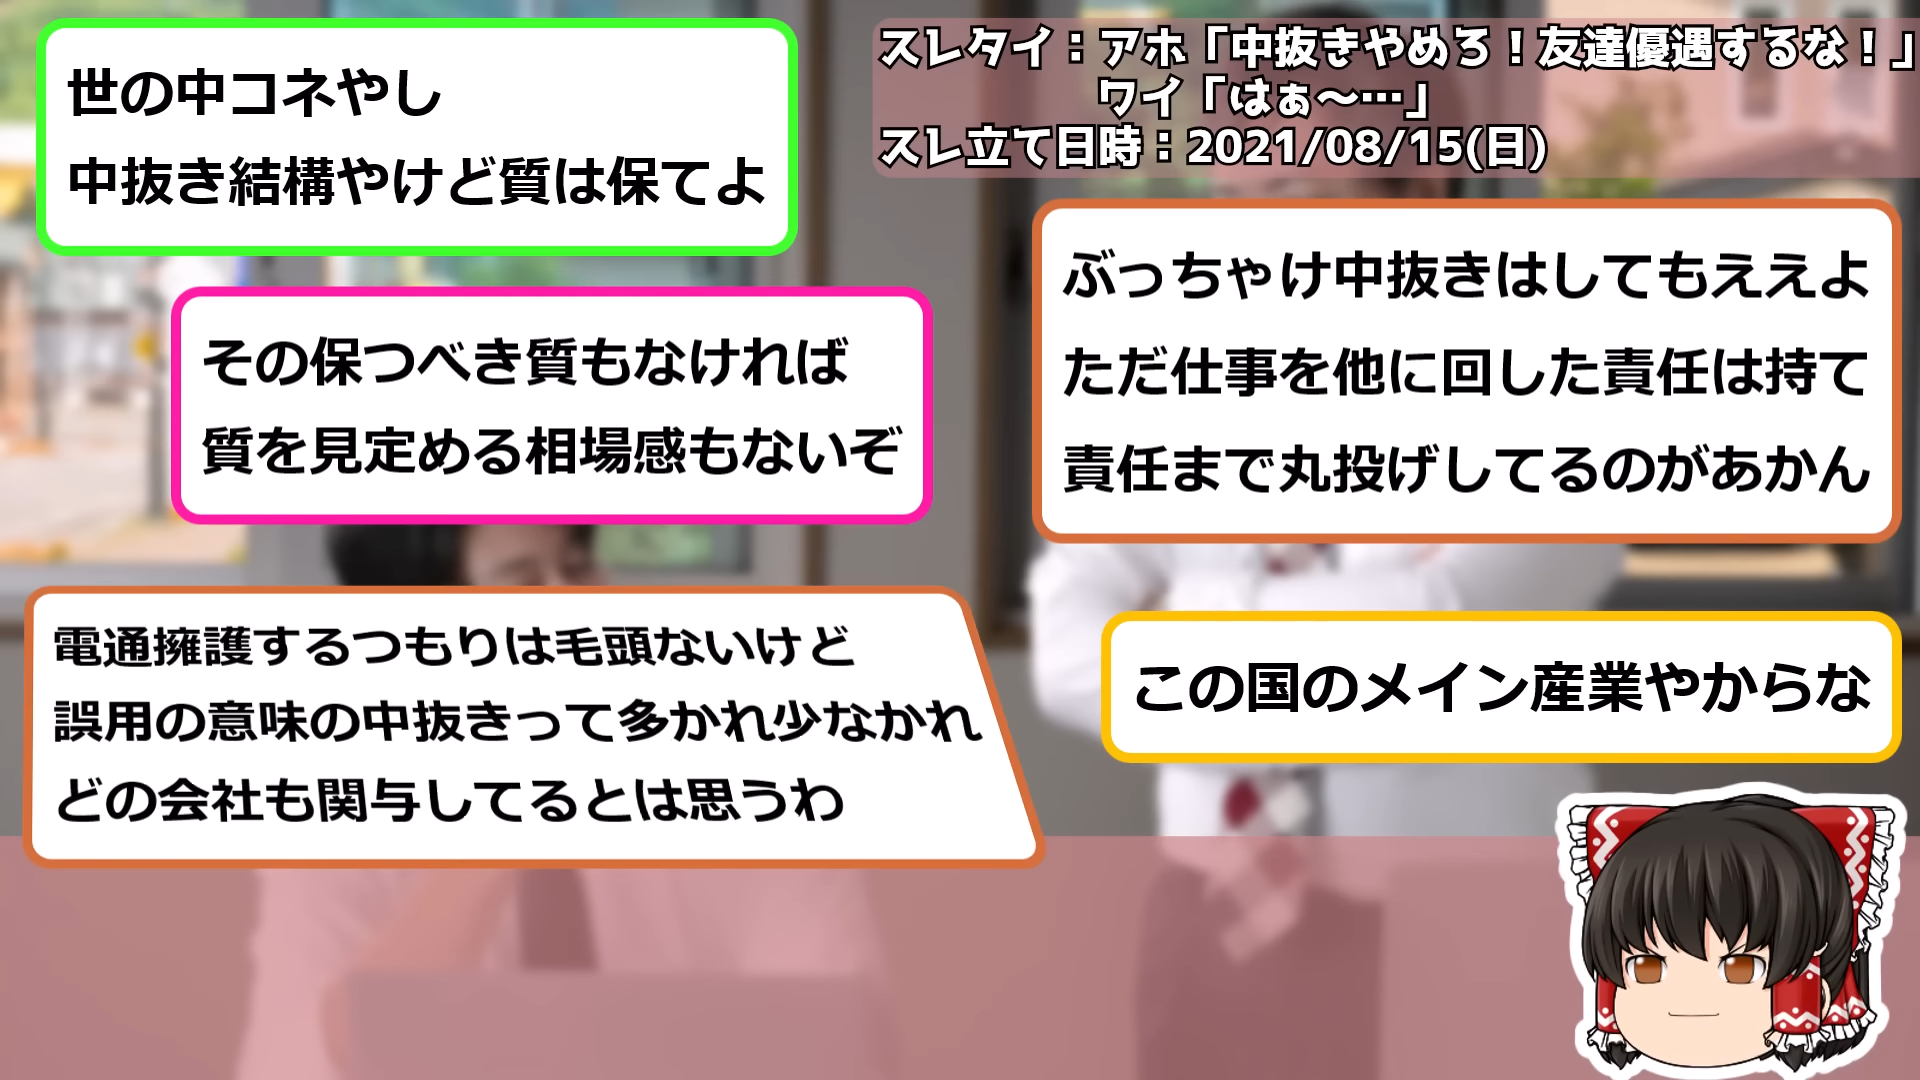 スレタイ：アホ「中抜きやめろ！友達優遇するな！」
ワイ「はぁ～…」
スレ立て日時：2021/08/15(日)
世の中コネやし
中抜き結構やけど質は保てよ
その保つべき質もなければ
質を見定める相場感もないぞ
電通擁護するつもりは毛頭ないけど
誤用の意味の中抜きって多かれ少なかれ
どの会社も関与してるとは思うわ
ぶっちゃけ中抜きはしてもええよ
ただ仕事を他に回した責任は持て
責任まで丸投げしてるのがあかん
この国のメイン産業やからな